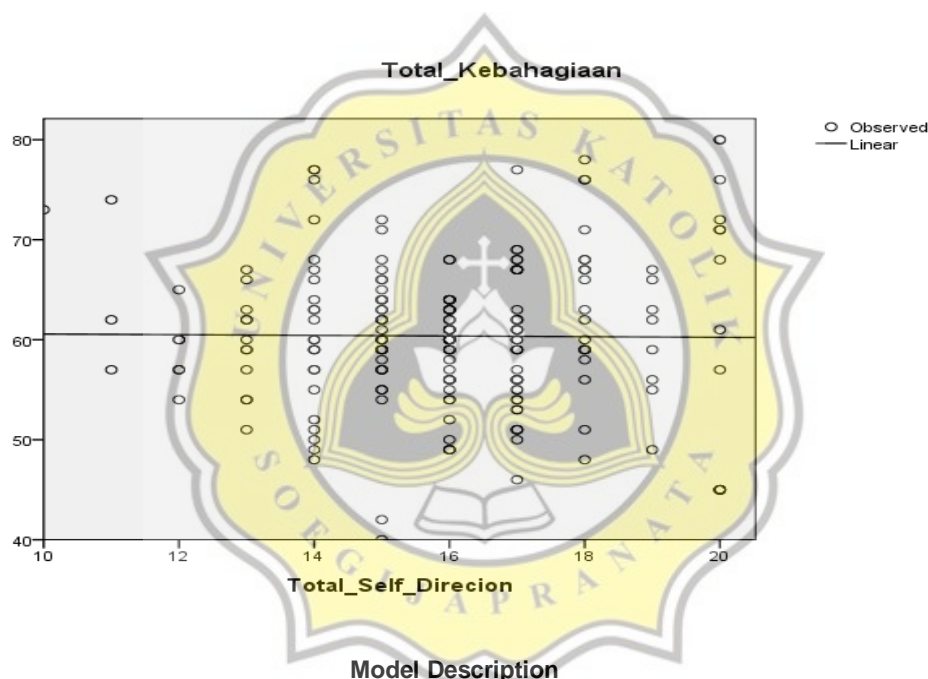 Total_Kebahagiaan
UNIVERSITAS KATOLIK
SOEGIJAPRANATA
Observed
Linear
80
70
60
50
40
10 12 14 16 18 20
Total_Self_Direcion
Model Description